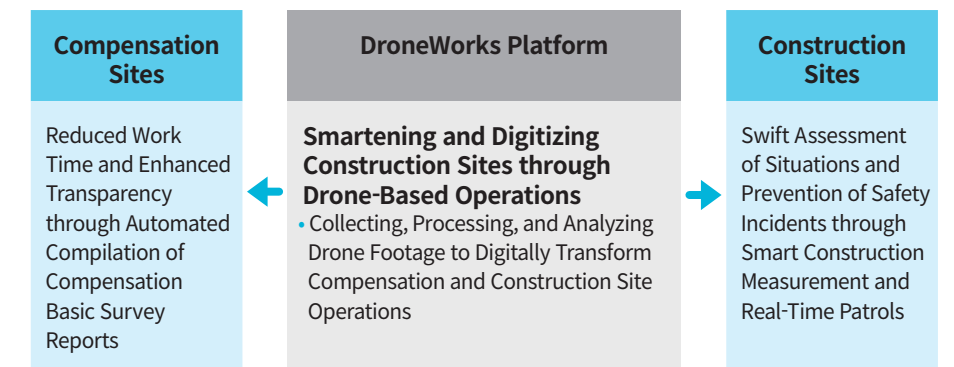 Compensation
Sites
Reduced Work
Time and Enhanced
Transparency
through Automated
Compilation of
Compensation
Basic Survey
Reports
DroneWorks Platform
Smartening and Digitizing
Construction Sites through
Drone-Based Operations
• Collecting, Processing, and Analyzing
Drone Footage to Digitally Transform
Compensation and Construction Site
Operations
Construction
Sites
Swift Assessment
of Situations and
Prevention of Safety
Incidents through
Smart Construction
Measurement and
Real-Time Patrols